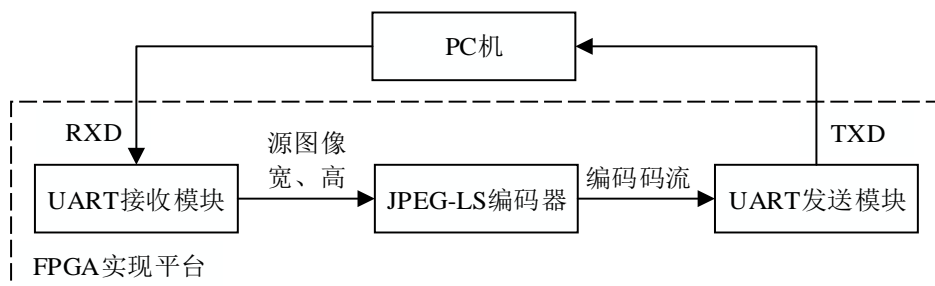 PC机
RXD
TXD
源图像
宽、高
编码码流
UART接收模块
JPEG-LS编码器
UART发送模块
FPGA实现平台